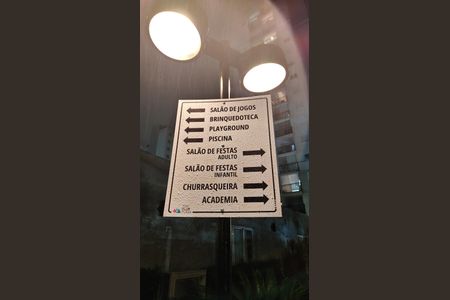 SALÃO DE JOGOS
BRINQUEDOTECA
PLAYGROUND
PISCINA
SALÃO DE FESTAS
ADULTO
SALÃO DE FESTAS
INFANTIL
CHURRASQUEIRA
ACADEMIA